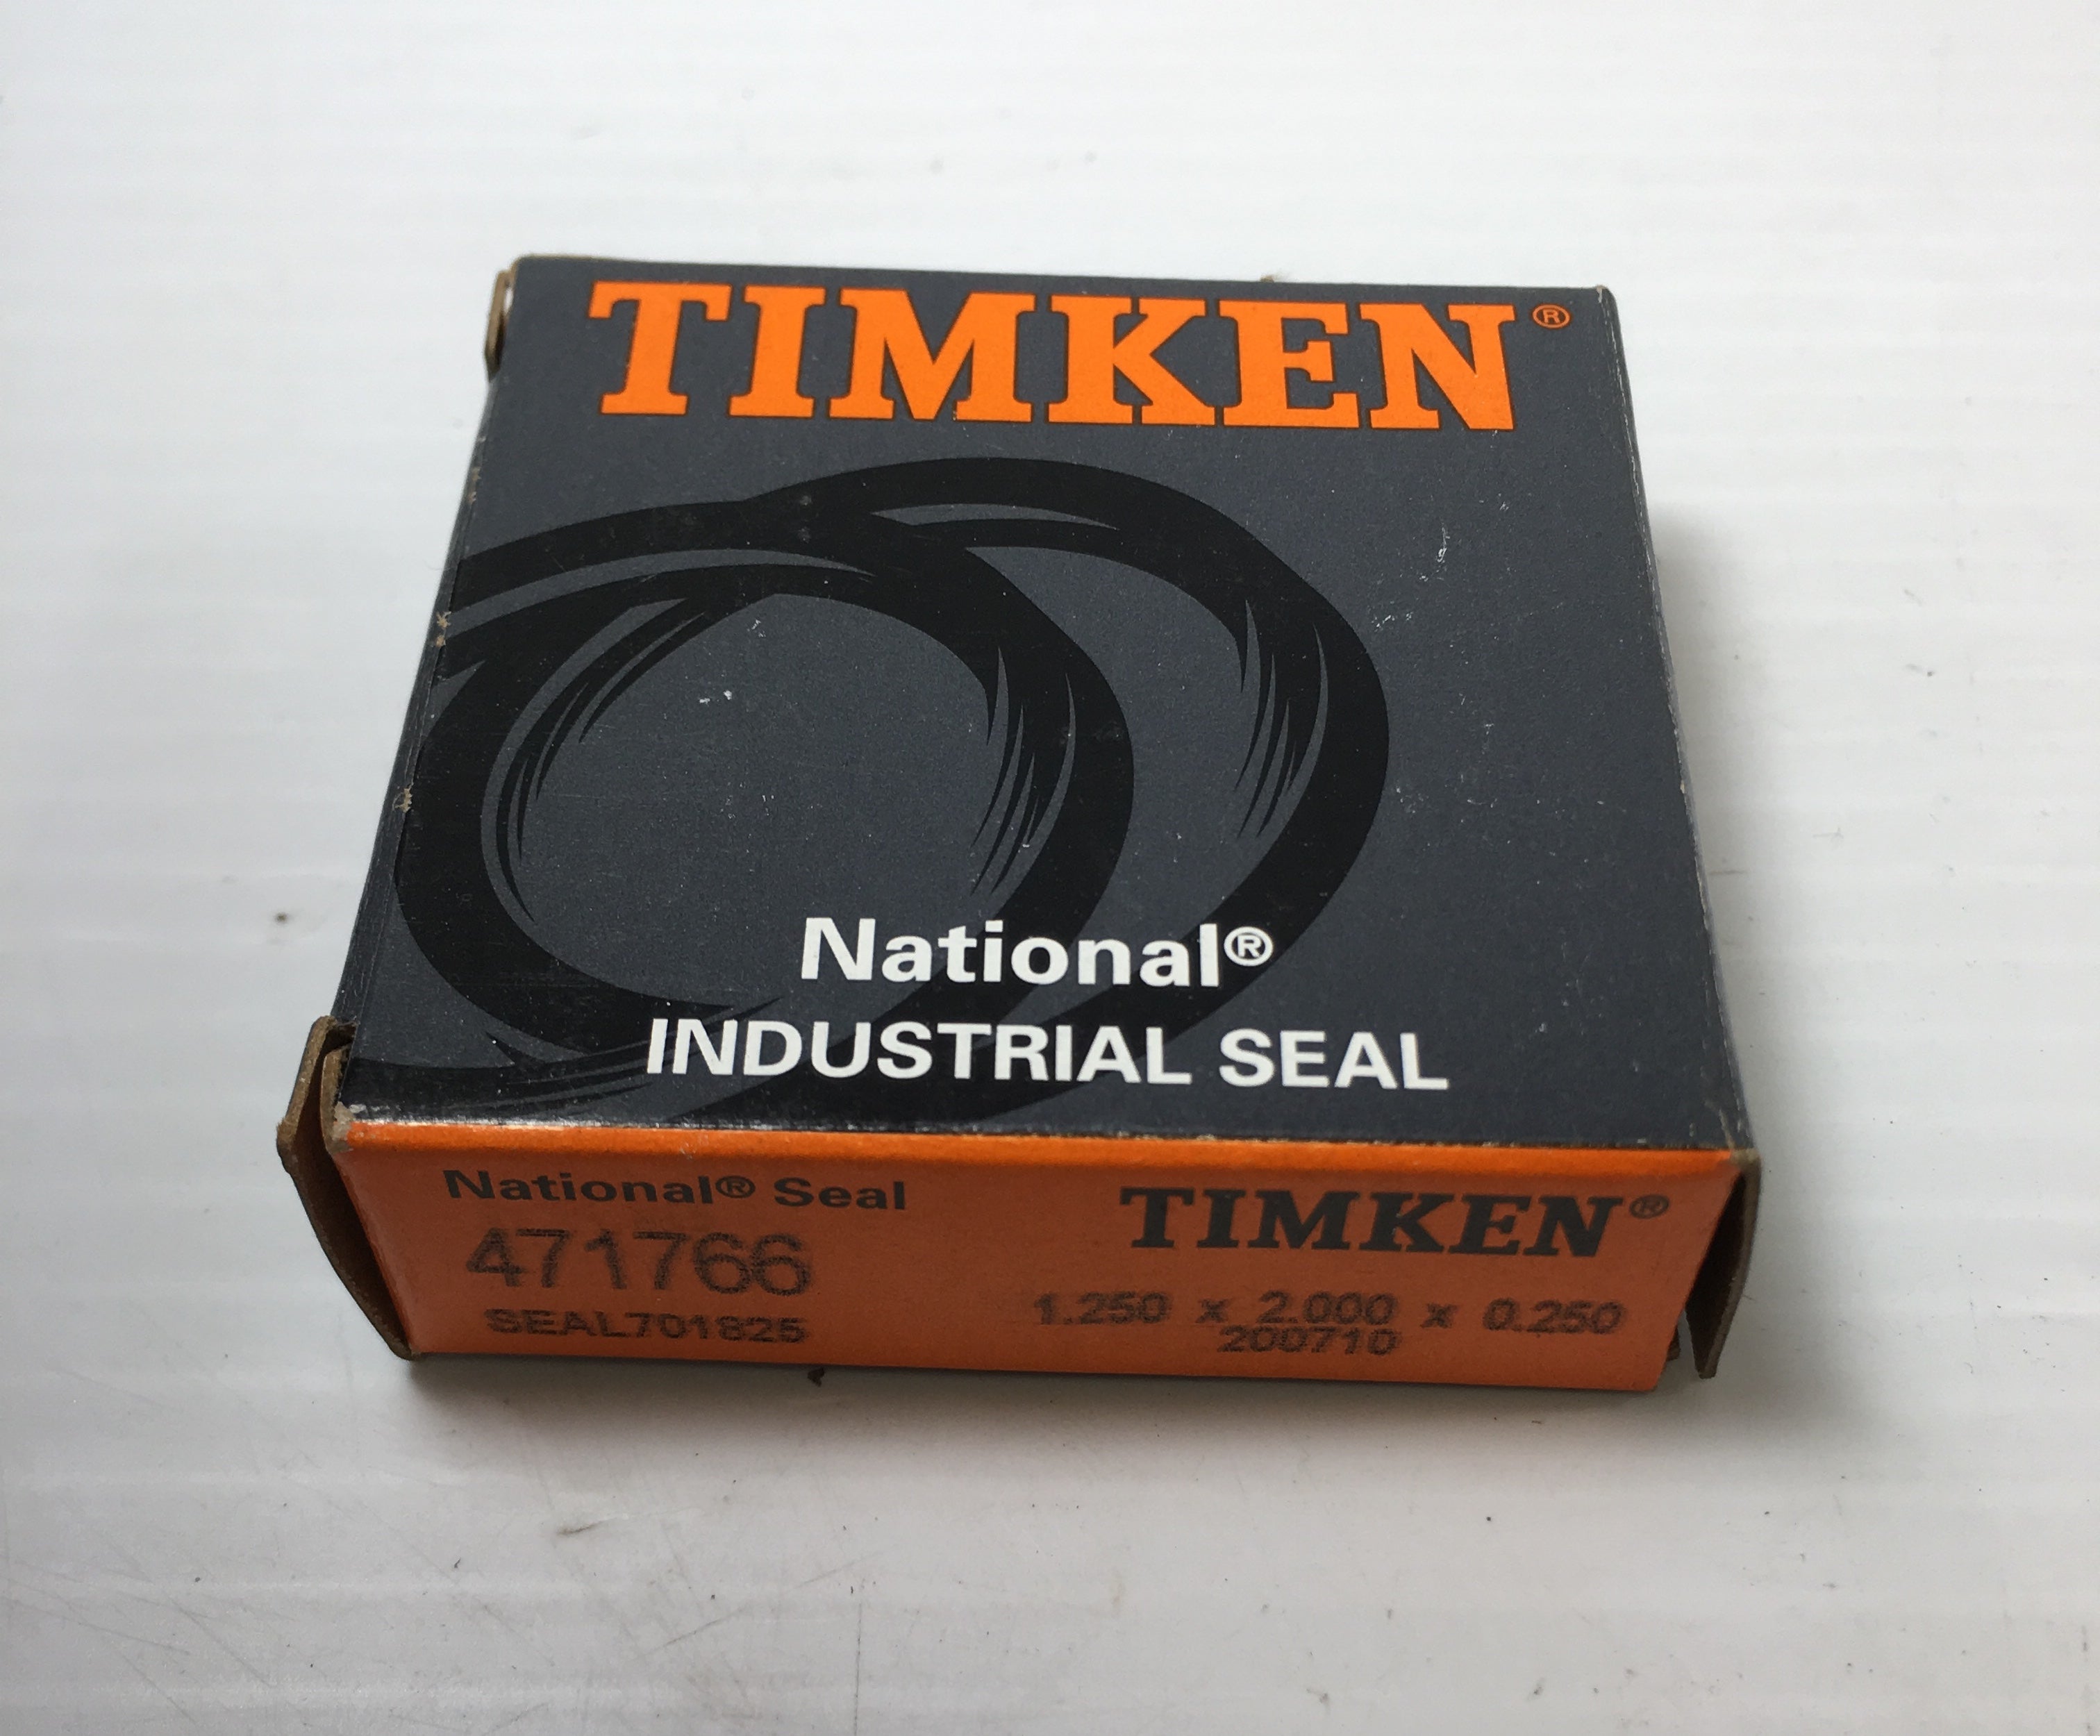 TIMKEN®
National®
INDUSTRIAL SEAL
National® Seal
471766
SEAL701825
TIMKEN®
1.250 x 2.000 x 0.250
200710